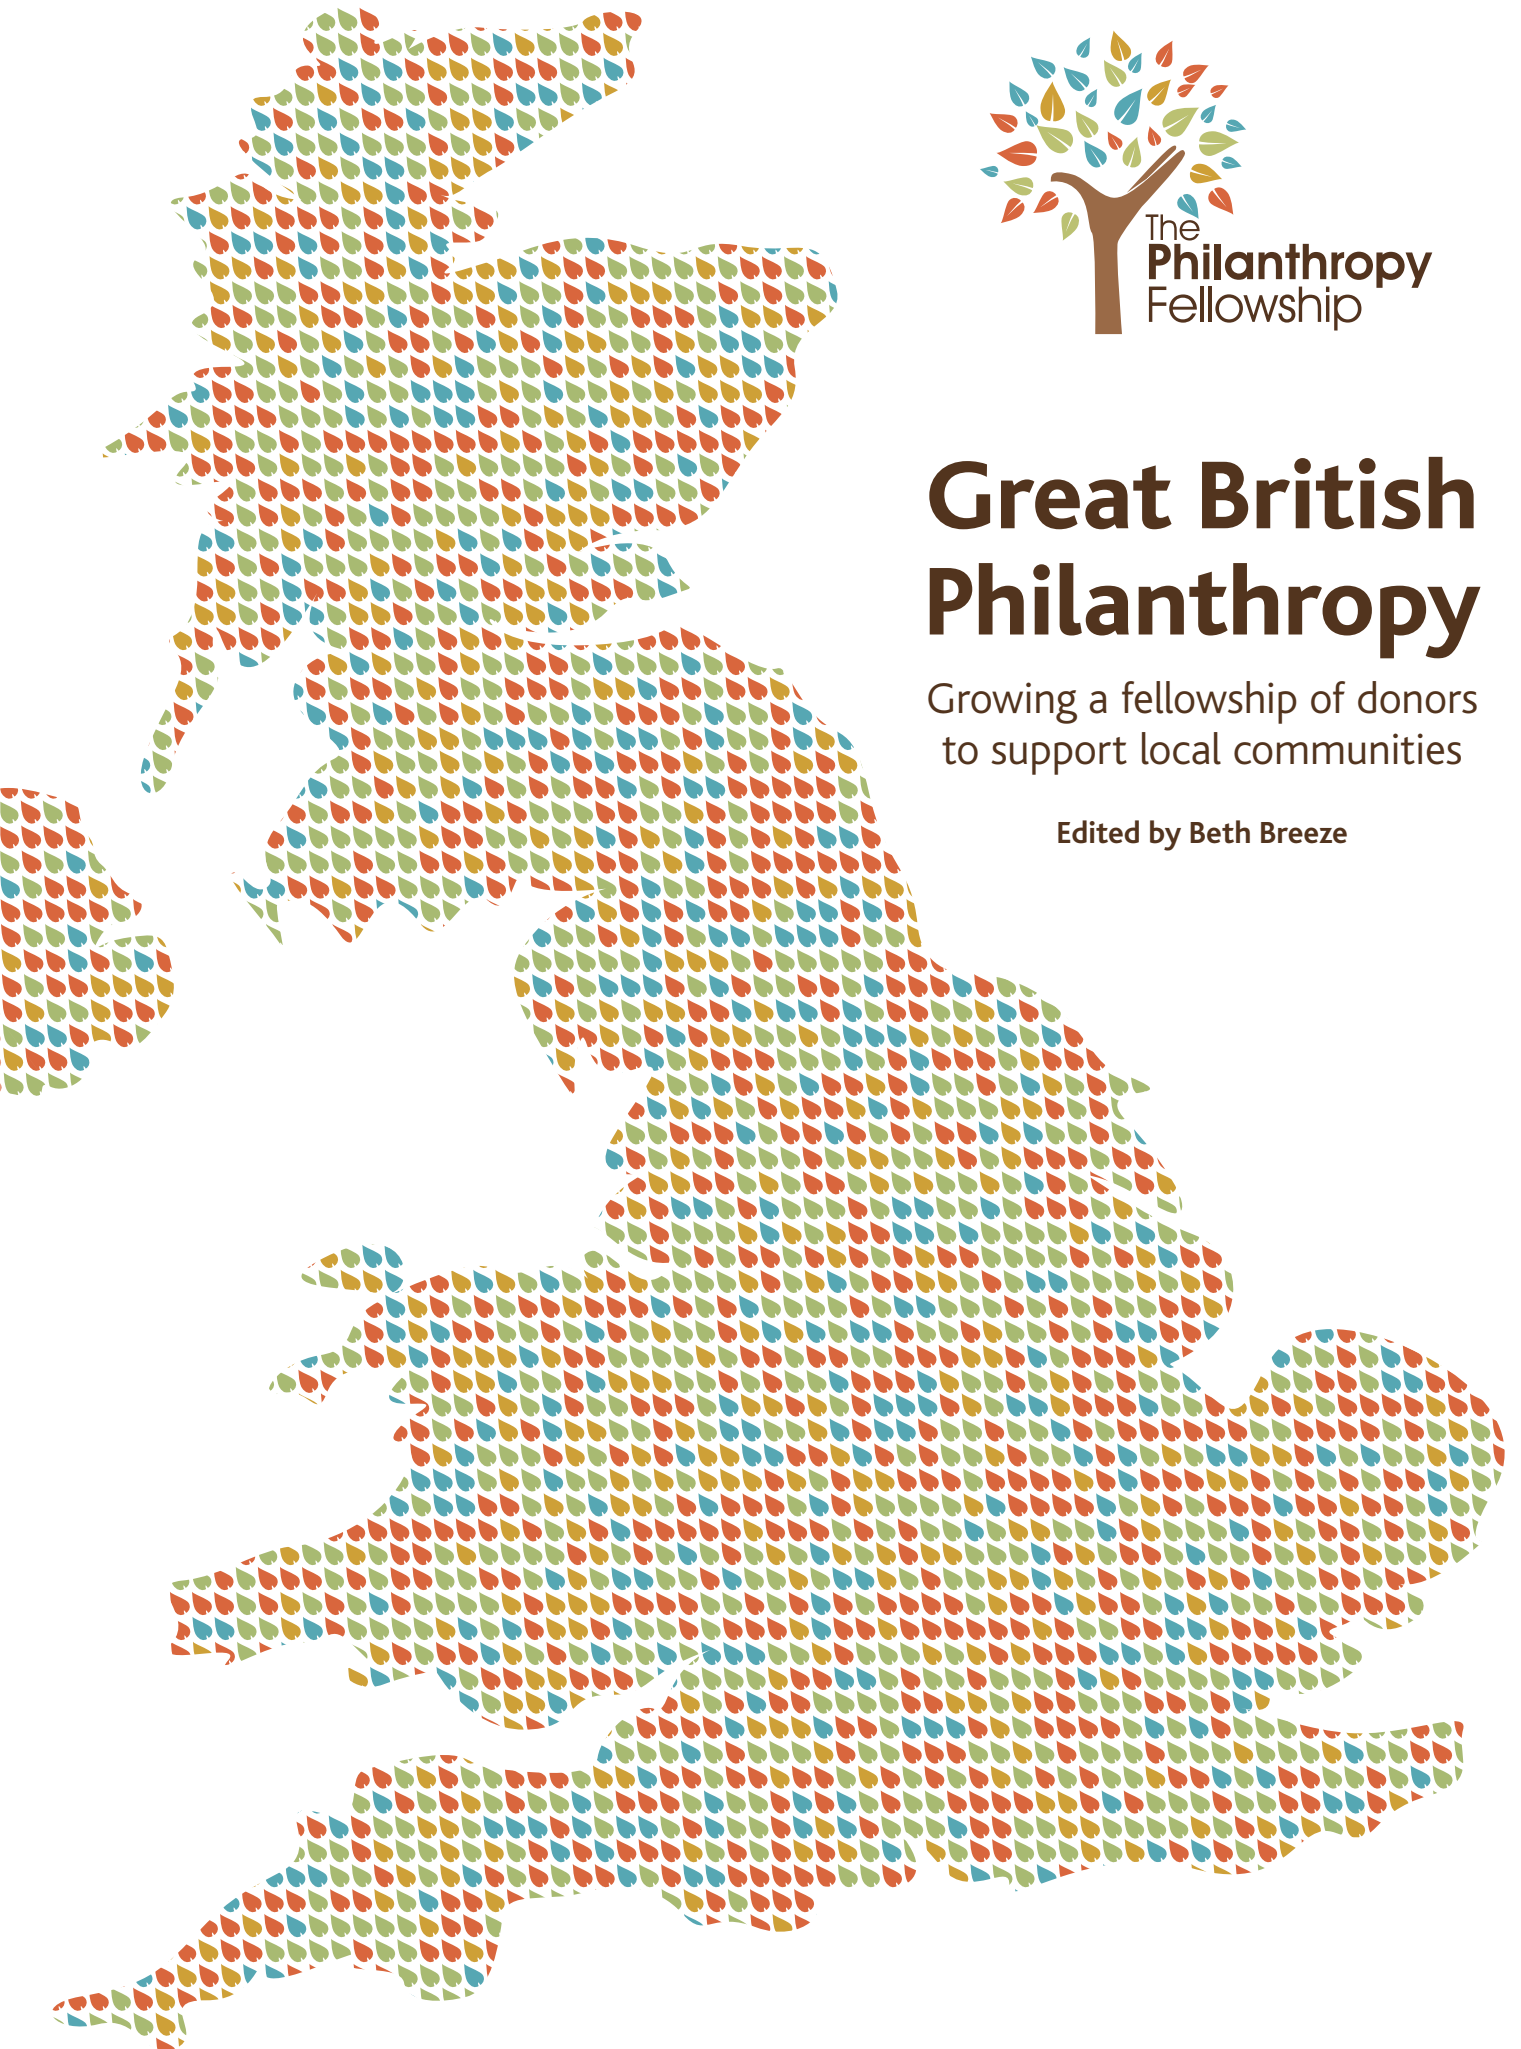 The
Philanthropy
Fellowship
Great British
Philanthropy
Growing a fellowship of donors
to support local communities
Edited by Beth Breeze